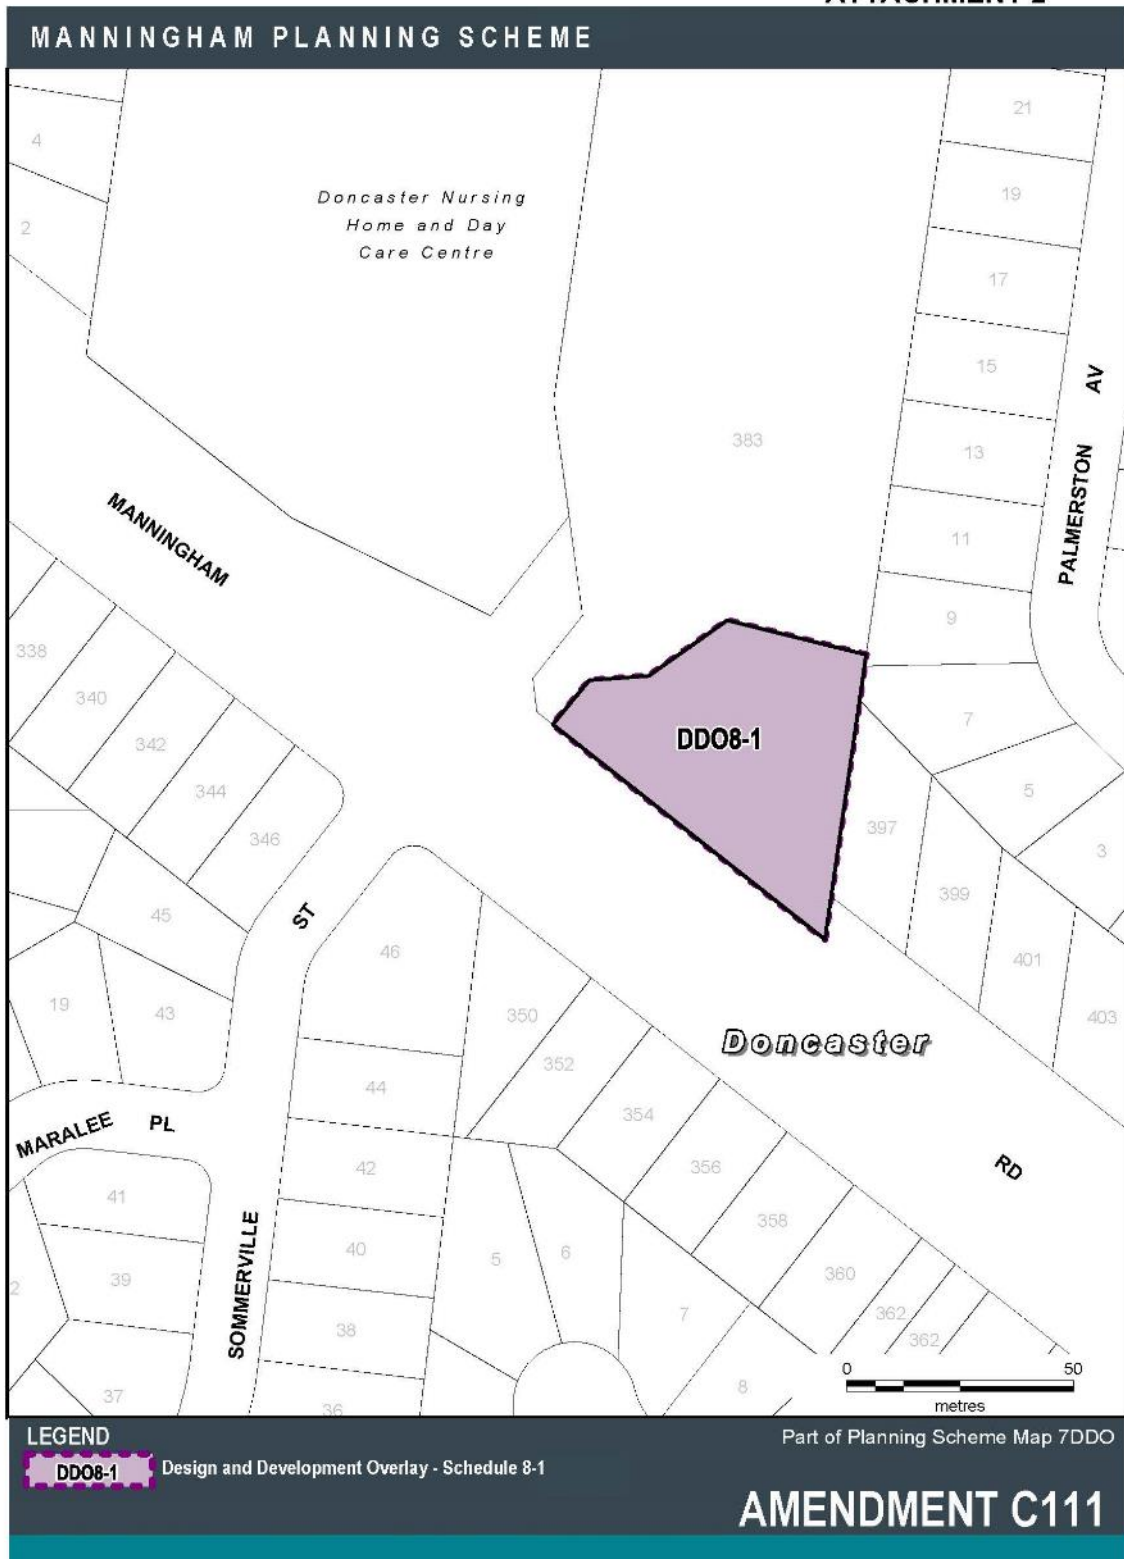 ATTACHMENT 2
MANNINGHAM PLANNING SCHEME
21
4
Doncaster Nursing
Home and Day
Care Centre
19
2
17
15
AV
383
13
MANNINGHAM
PALMERSTON
11
9
338
340
7
342
DDO8-1
344
5
346
397
3
399
45
ST
46
401
19
43
350
403
Doncaster
352
44
354
MARALEE PL
42
356
RD
41
358
40
5
6
39
360
2
SOMMERVILLE
362
7
38
362
0 50
8
37
36
metres
LEGEND
Part of Planning Scheme Map 7DDO
DDO8-1 Design and Development Overlay - Schedule 8-1
AMENDMENT C111